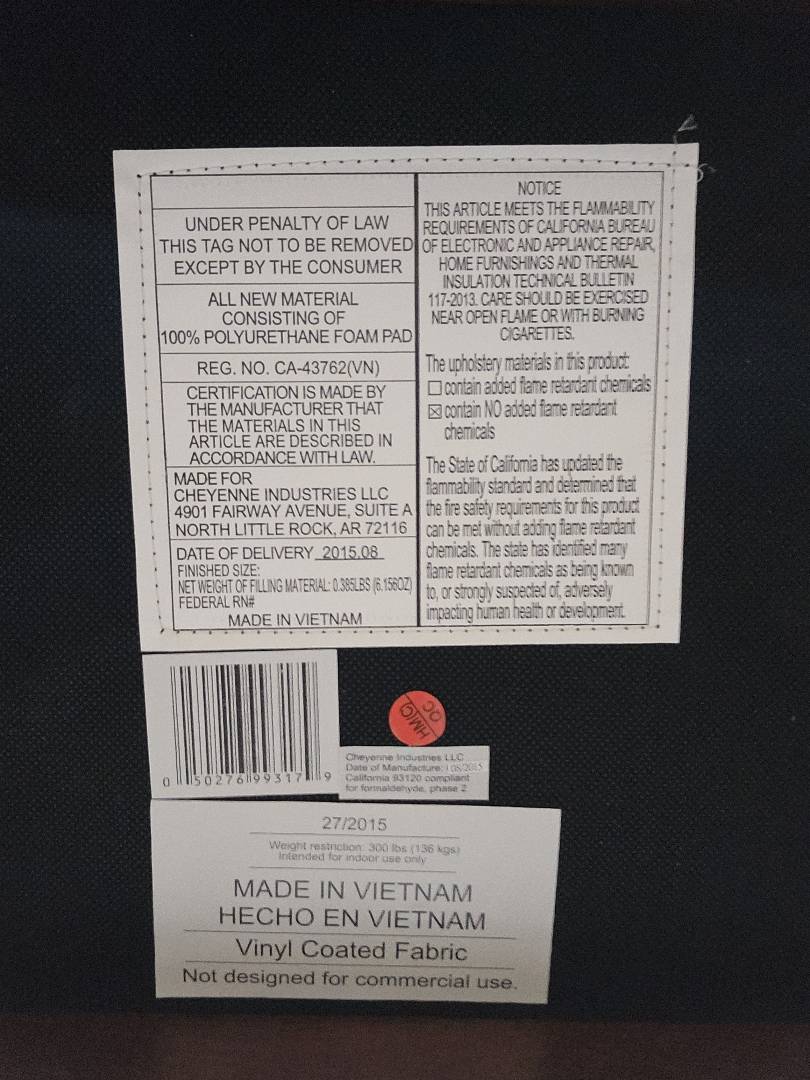 UNDER PENALTY OF LAW
THIS TAG NOT TO BE REMOVED
EXCEPT BY THE CONSUMER
ALL NEW MATERIAL
CONSISTING OF
100% POLYURETHANE FOAM PAD
REG. NO. CA-43762(VN)
CERTIFICATION IS MADE BY
THE MANUFACTURER THAT
THE MATERIALS IN THIS
ARTICLE ARE DESCRIBED IN
ACCORDANCE WITH LAW.
MADE FOR
CHEYENNE INDUSTRIES LLC
4901 FAIRWAY AVENUE, SUITE A
NORTH LITTLE ROCK, AR 72116
DATE OF DELIVERY 2015.08
FINISHED SIZE:
NET WEIGHT OF FILLING MATERIAL: 0.385LBS (6.156OZ)
FEDERAL RN#
MADE IN VIETNAM
NOTICE
THIS ARTICLE MEETS THE FLAMMABILITY
REQUIREMENTS OF CALIFORNIA BUREAU
OF ELECTRONIC AND APPLIANCE REPAIR,
HOME FURNISHINGS AND THERMAL
INSULATION TECHNICAL BULLETIN
117-2013. CARE SHOULD BE EXERCISED
NEAR OPEN FLAME OR WITH BURNING
CIGARETTES.
The upholstery materials in this product:
☐ contain added flame retardant chemicals
☒ contain NO added flame retardant
chemicals
The State of California has updated the
flammability standard and determined that
the fire safety requirements for this product
can be met without adding flame retardant
chemicals. The state has identified many
flame retardant chemicals as being known
to, or strongly suspected of, adversely
impacting human health or development.
0 50276 99317 9
QC
HM(C)
Cheyenne Industries LLC
Date of Manufacture: 08/2015
California 93120 compliant
for formaldehyde, phase 2
27/2015
Weight restriction: 300 lbs (136 kgs)
Intended for indoor use only
MADE IN VIETNAM
HECHO EN VIETNAM
Vinyl Coated Fabric
Not designed for commercial use.